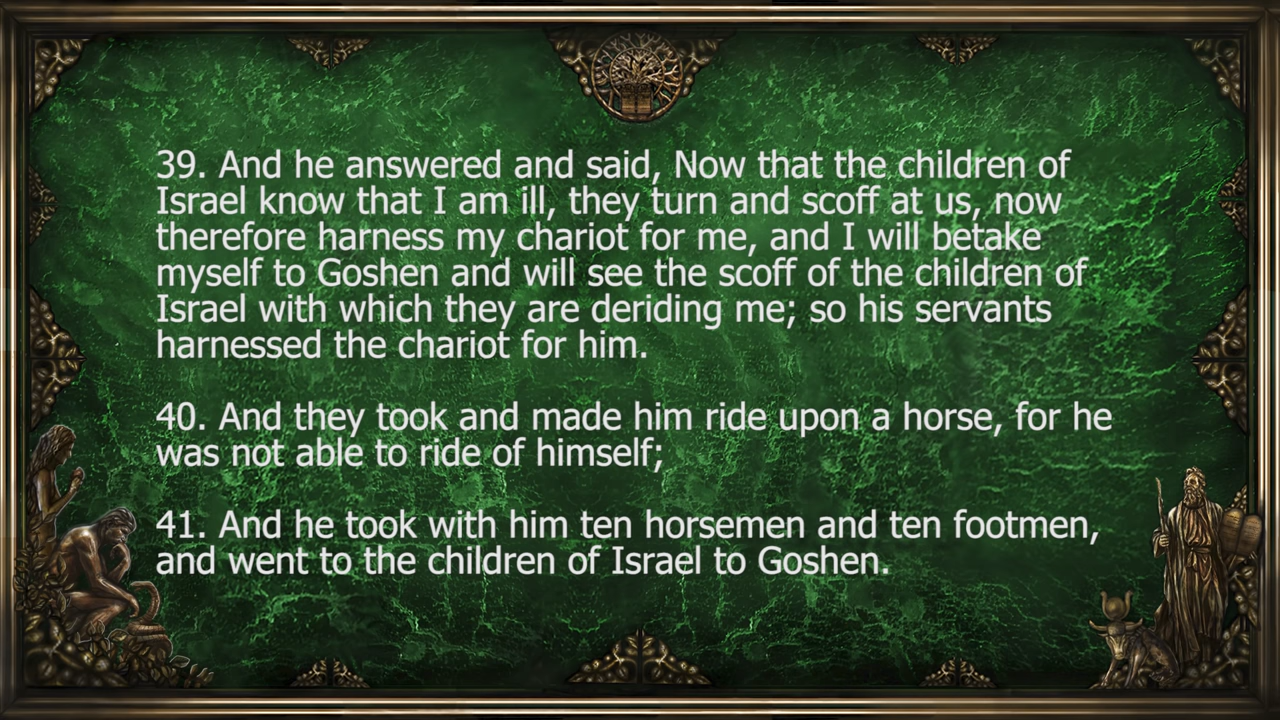 39. And he answered and said, Now that the children of
Israel know that I am ill, they turn and scoff at us, now
therefore harness my chariot for me, and I will betake
myself to Goshen and will see the scoff of the children of
Israel with which they are deriding me; so his servants
harnessed the chariot for him.
40. And they took and made him ride upon a horse, for he
was not able to ride of himself;
41. And he took with him ten horsemen and ten footmen,
and went to the children of Israel to Goshen.